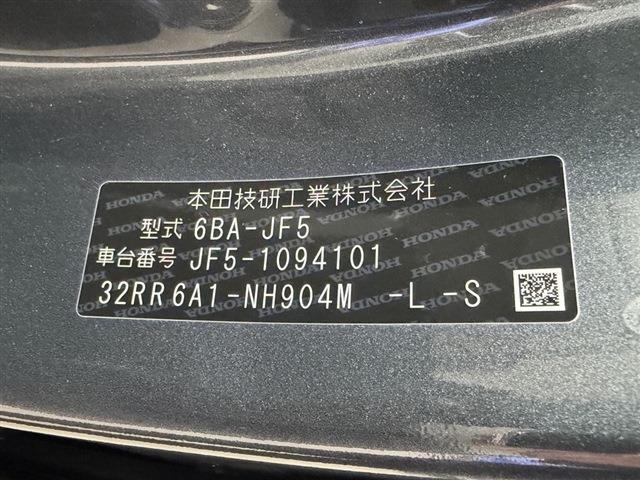 本田技研工業株式会社
型式 6BA-JF5
車台番号 JF5-1094101
32RR6A1-NH904M -L -S